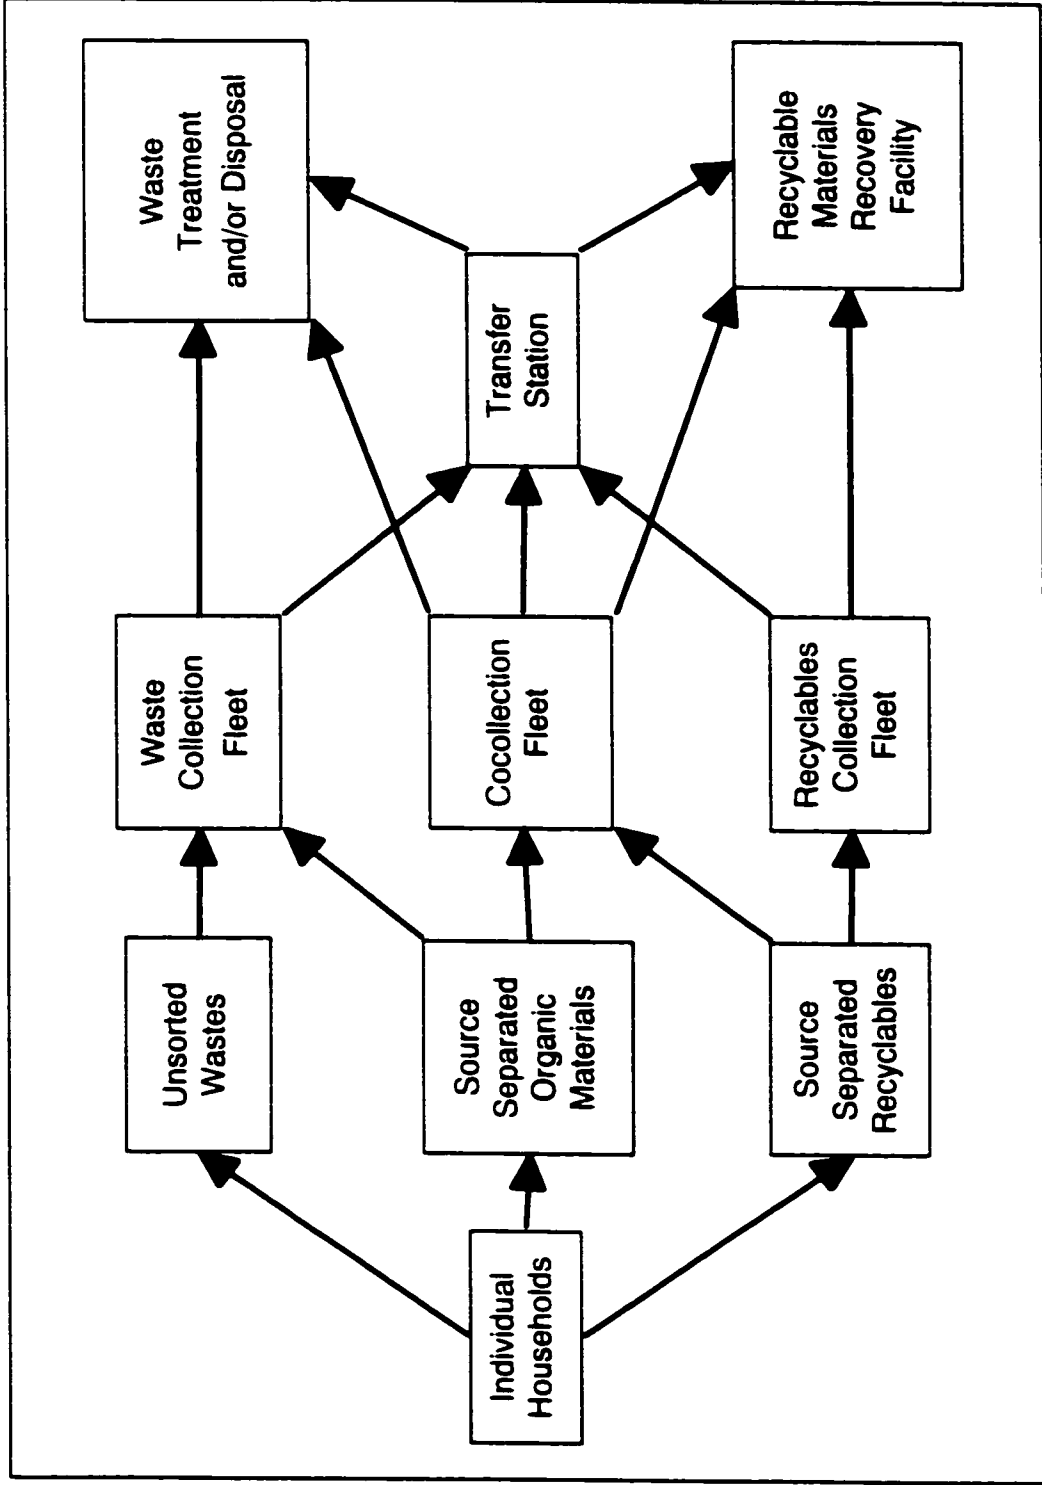 Individual
Households
Unsorted
Wastes
Source
Separated
Organic
Materials
Source
Separated
Recyclables
Waste
Collection
Fleet
Cocollection
Fleet
Recyclables
Collection
Fleet
Transfer
Station
Waste
Treatment
and/or Disposal
Recyclable
Materials
Recovery
Facility